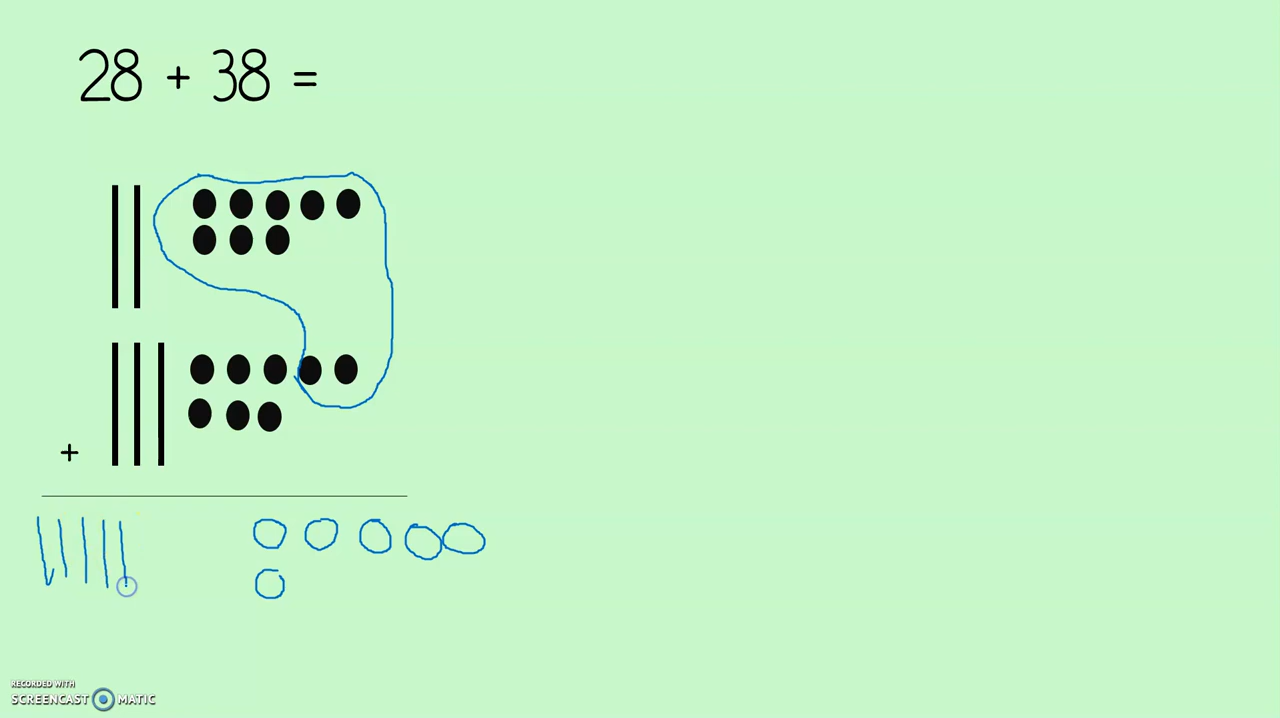 28 + 38 =
+
RECORDED WITH
SCREENCAST MATIC